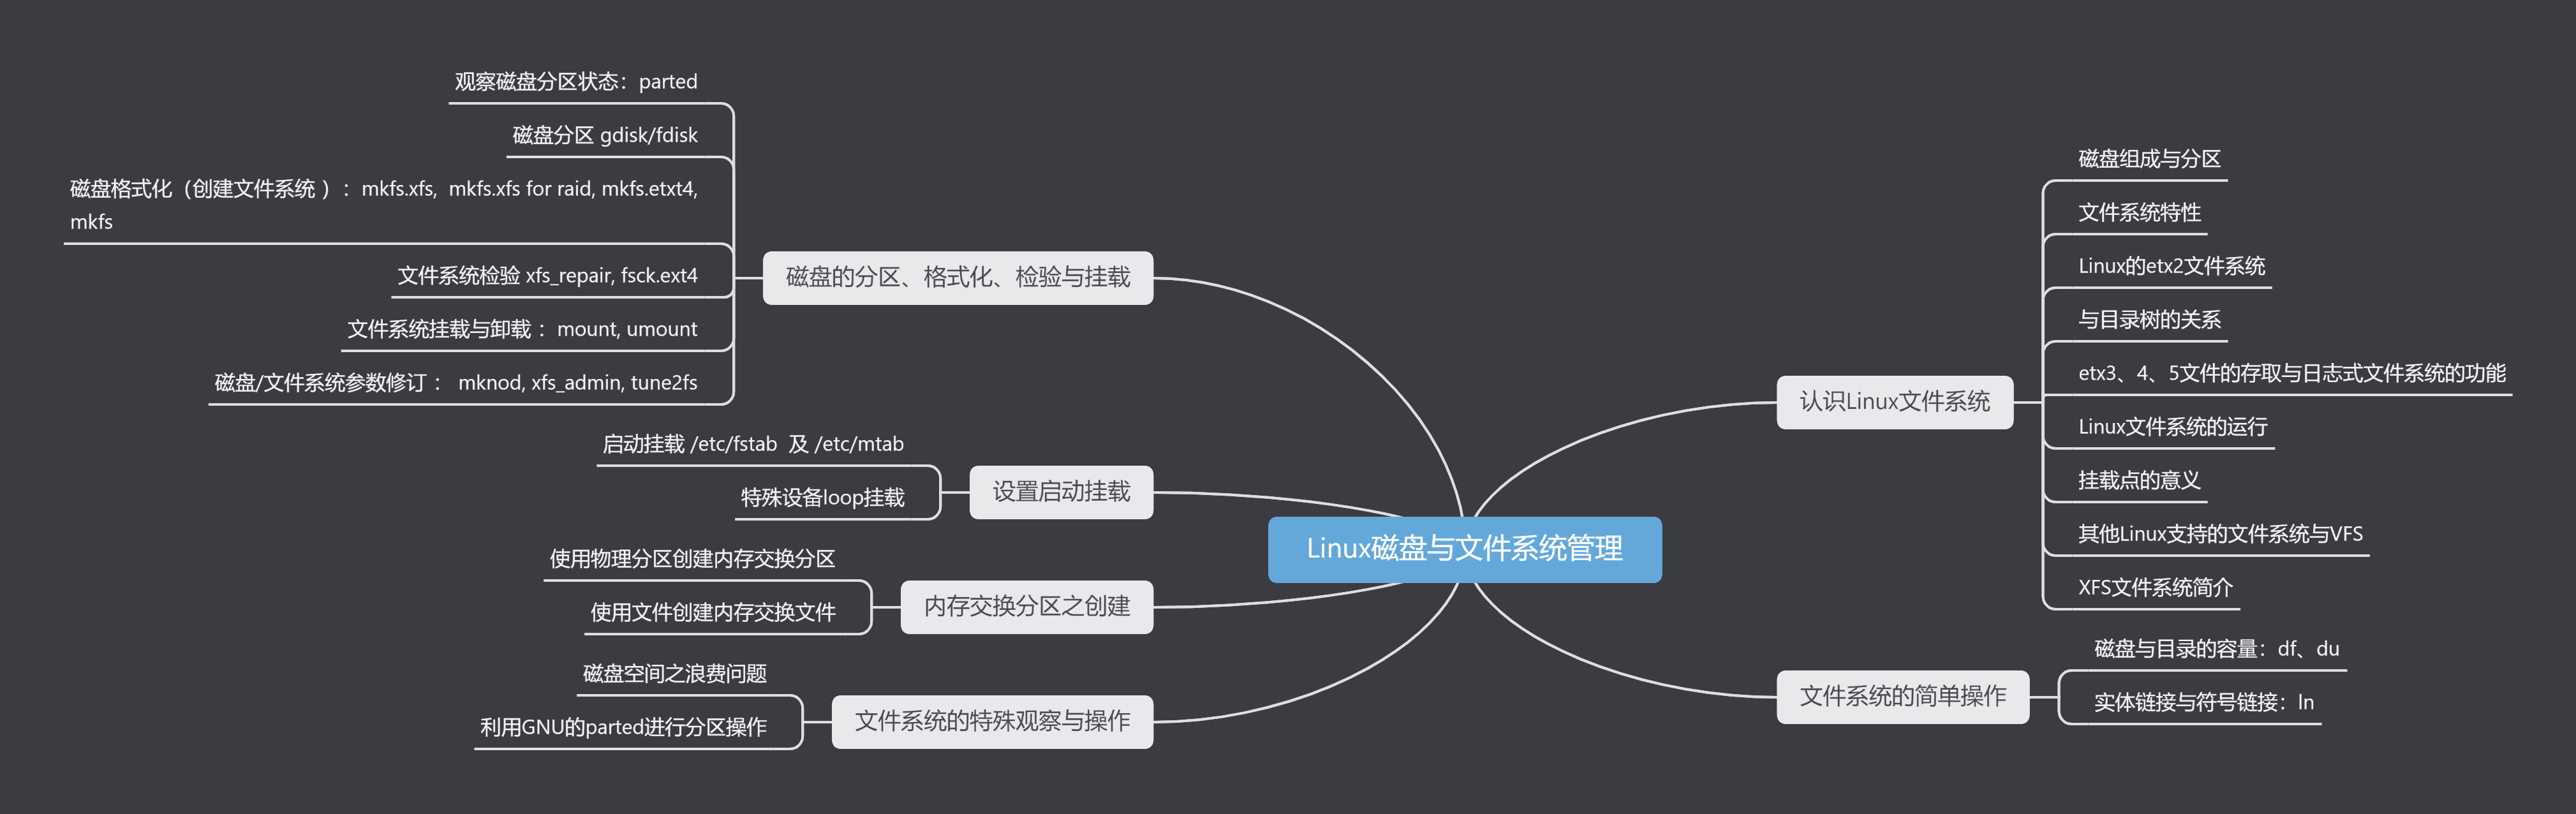 Linux磁盘与文件系统管理
认识Linux文件系统
磁盘组成与分区
文件系统特性
Linux的etx2文件系统
与目录树的关系
etx3、4、5文件的存取与日志式文件系统的功能
Linux文件系统的运行
挂载点的意义
其他Linux支持的文件系统与VFS
XFS文件系统简介
文件系统的简单操作
磁盘与目录的容量：df、du
实体链接与符号链接：ln
磁盘的分区、格式化、检验与挂载
观察磁盘分区状态：parted
磁盘分区 gdisk/fdisk
磁盘格式化（创建文件系统 ）： mkfs.xfs,  mkfs.xfs for raid, mkfs.etxt4,
mkfs
文件系统检验 xfs_repair, fsck.ext4
文件系统挂载与卸载 ：mount, umount
磁盘/文件系统参数修订 ： mknod, xfs_admin, tune2fs
设置启动挂载
启动挂载 /etc/fstab  及 /etc/mtab
特殊设备loop挂载
内存交换分区之创建
使用物理分区创建内存交换分区
使用文件创建内存交换文件
文件系统的特殊观察与操作
磁盘空间之浪费问题
利用GNU的parted进行分区操作